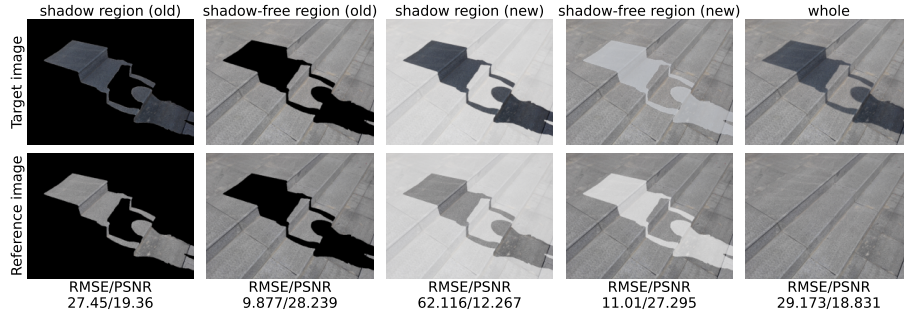 shadow region (old) shadow-free region (old) shadow region (new) shadow-free region (new) whole
Target image
Reference image
RMSE/PSNR RMSE/PSNR RMSE/PSNR RMSE/PSNR RMSE/PSNR
27.45/19.36 9.877/28.239 62.116/12.267 11.01/27.295 29.173/18.831